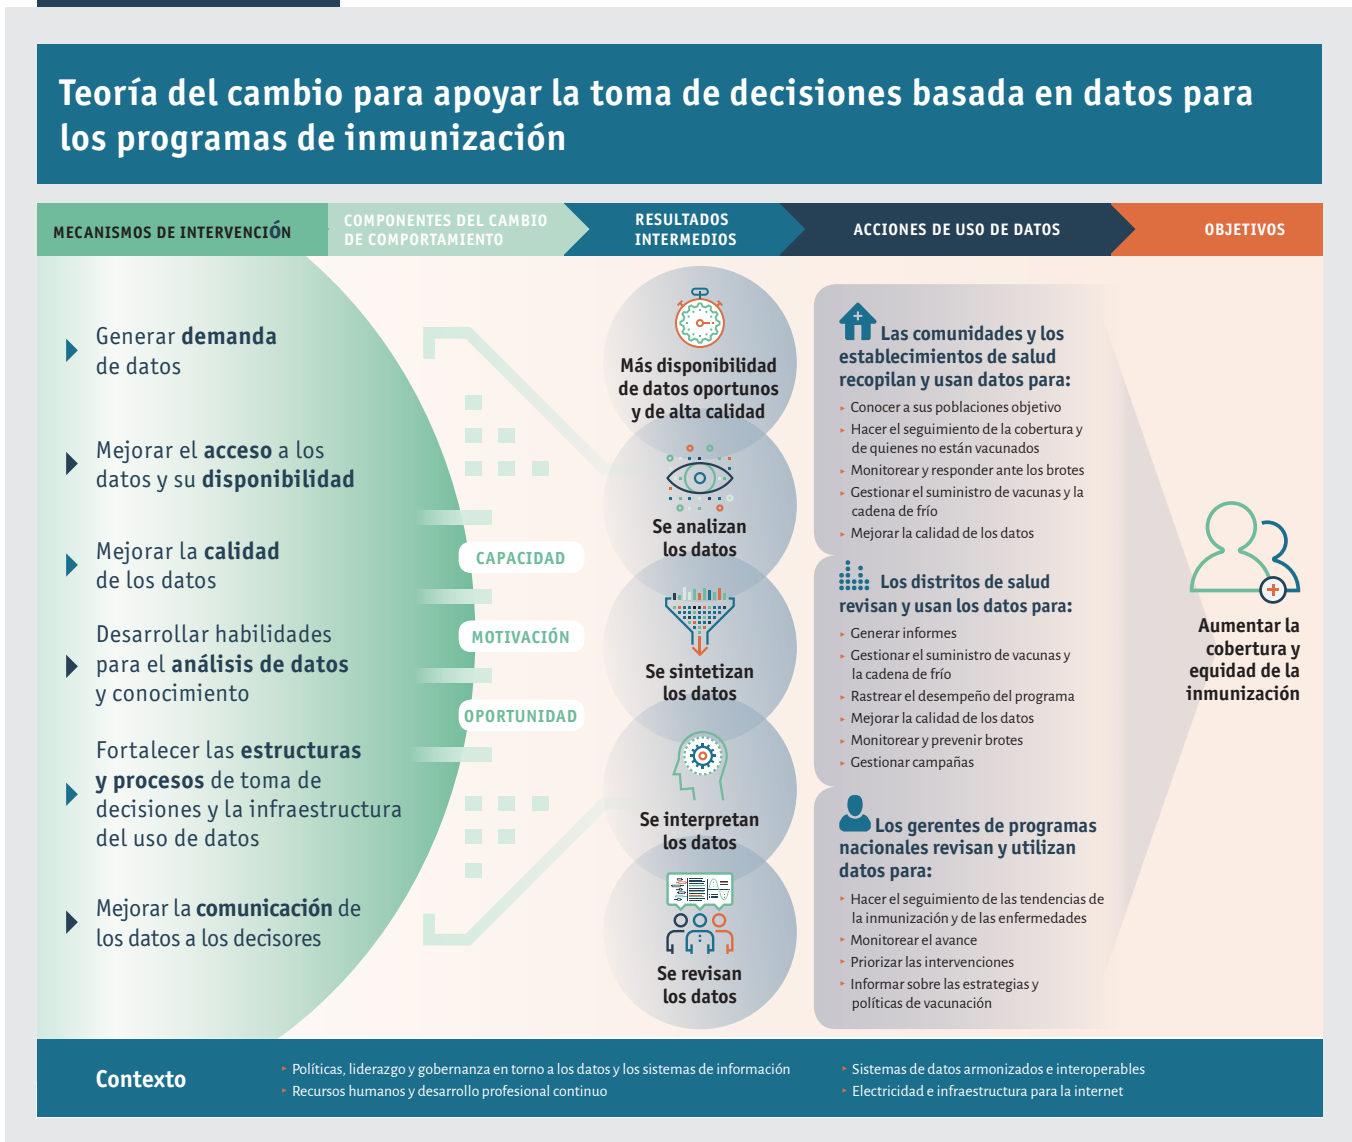 Teoría del cambio para apoyar la toma de decisiones basada en datos para
los programas de inmunización
MECANISMOS DE INTERVENCIÓN
COMPONENTES DEL CAMBIO
DE COMPORTAMIENTO
RESULTADOS
INTERMEDIOS
ACCIONES DE USO DE DATOS
OBJETIVOS
Generar demanda
de datos
Mejorar el acceso a los
datos y su disponibilidad
Mejorar la calidad
de los datos
Desarrollar habilidades
para el análisis de datos
y conocimiento
Fortalecer las estructuras
y procesos de toma de
decisiones y la infraestructura
del uso de datos
Mejorar la comunicación de
los datos a los decisores
CAPACIDAD
MOTIVACIÓN
OPORTUNIDAD
Más disponibilidad
de datos oportunos
y de alta calidad
Se analizan
los datos
Se sintetizan
los datos
Se interpretan
los datos
Se revisan
los datos
Las comunidades y los
establecimientos de salud
recopilan y usan datos para:
Conocer a sus poblaciones objetivo
Hacer el seguimiento de la cobertura y
de quienes no están vacunados
Monitorear y responder ante los brotes
Gestionar el suministro de vacunas y la
cadena de frío
Mejorar la calidad de los datos
Los distritos de salud
revisan y usan los datos para:
Generar informes
Gestionar el suministro de vacunas y
la cadena de frío
Rastrear el desempeño del programa
Mejorar la calidad de los datos
Monitorear y prevenir brotes
Gestionar campañas
Los gerentes de programas
nacionales revisan y utilizan
datos para:
Hacer el seguimiento de las tendencias de
la inmunización y de las enfermedades
Monitorear el avance
Priorizar las intervenciones
Informar sobre las estrategias y
políticas de vacunación
Aumentar la
cobertura y
equidad de la
inmunización
Contexto
Políticas, liderazgo y gobernanza en torno a los datos y los sistemas de información
Recursos humanos y desarrollo profesional continuo
Sistemas de datos armonizados e interoperables
Electricidad e infraestructura para la internet